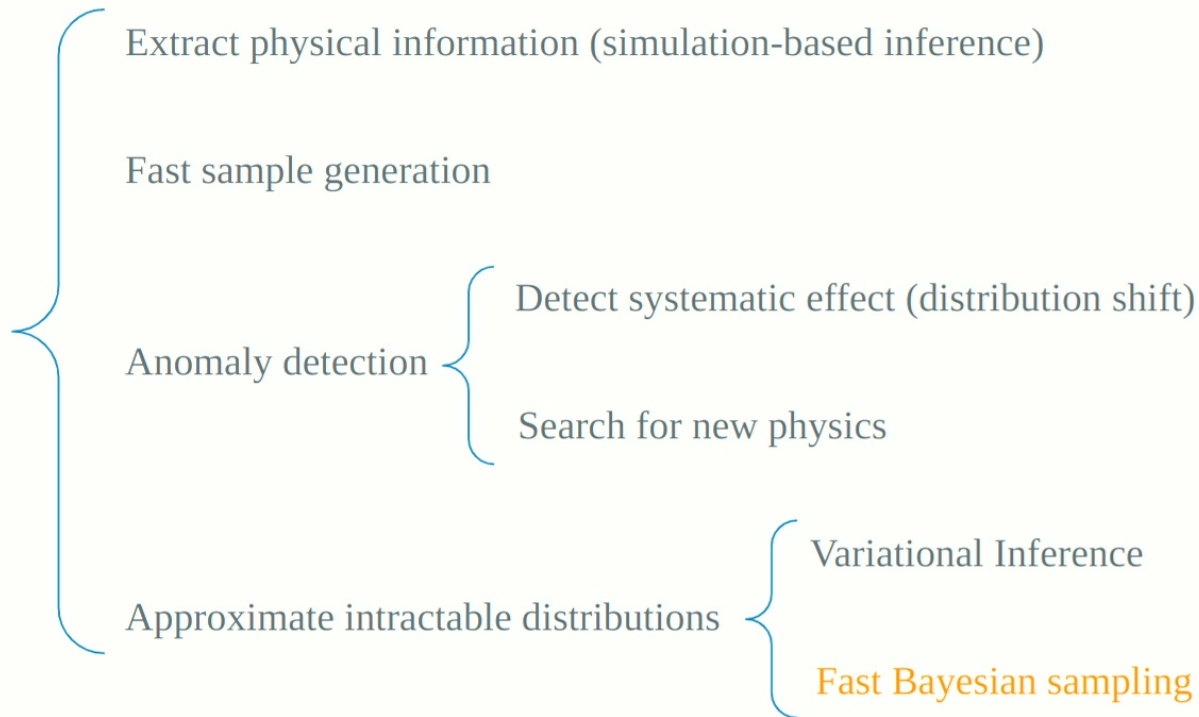 Extract physical information (simulation-based inference)
Fast sample generation
Anomaly detection
Detect systematic effect (distribution shift)
Search for new physics
Approximate intractable distributions
Variational Inference
Fast Bayesian sampling